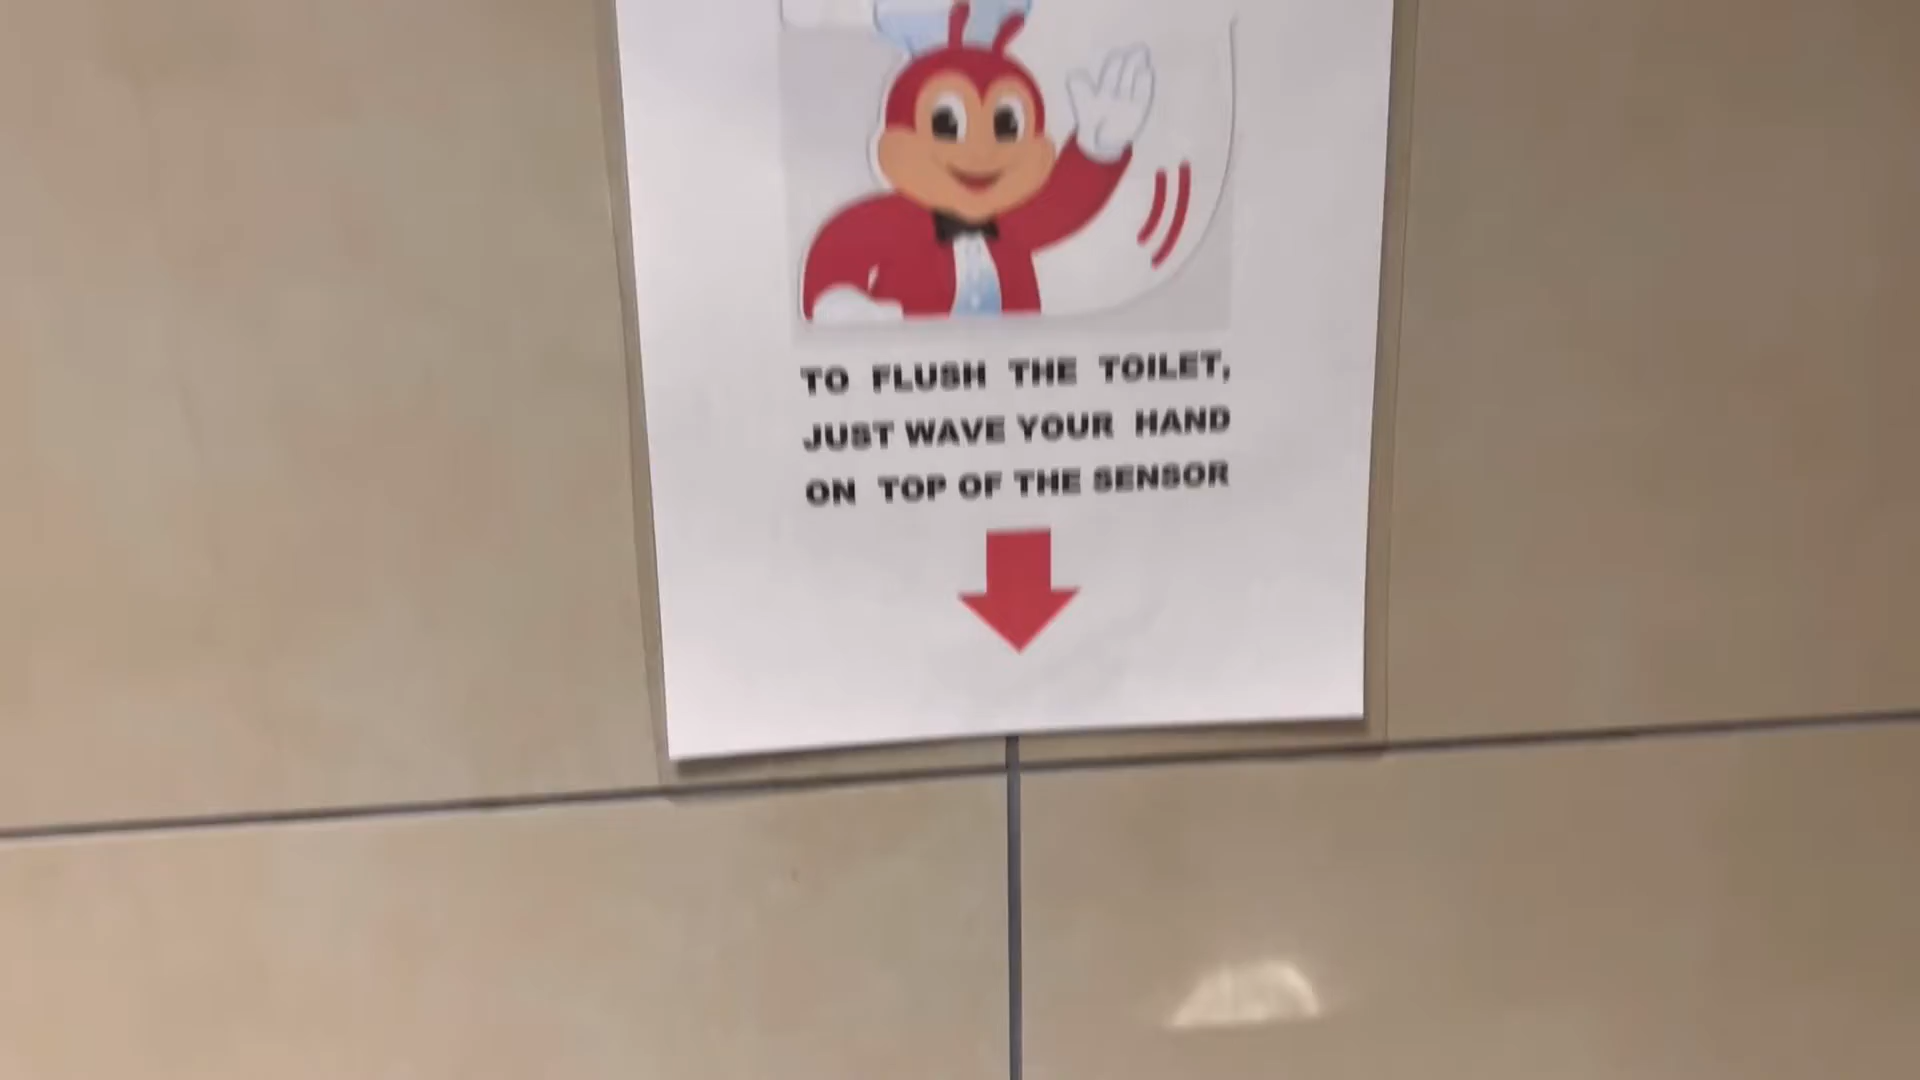 TO FLUSH THE TOILET,
JUST WAVE YOUR HAND
ON TOP OF THE SENSOR